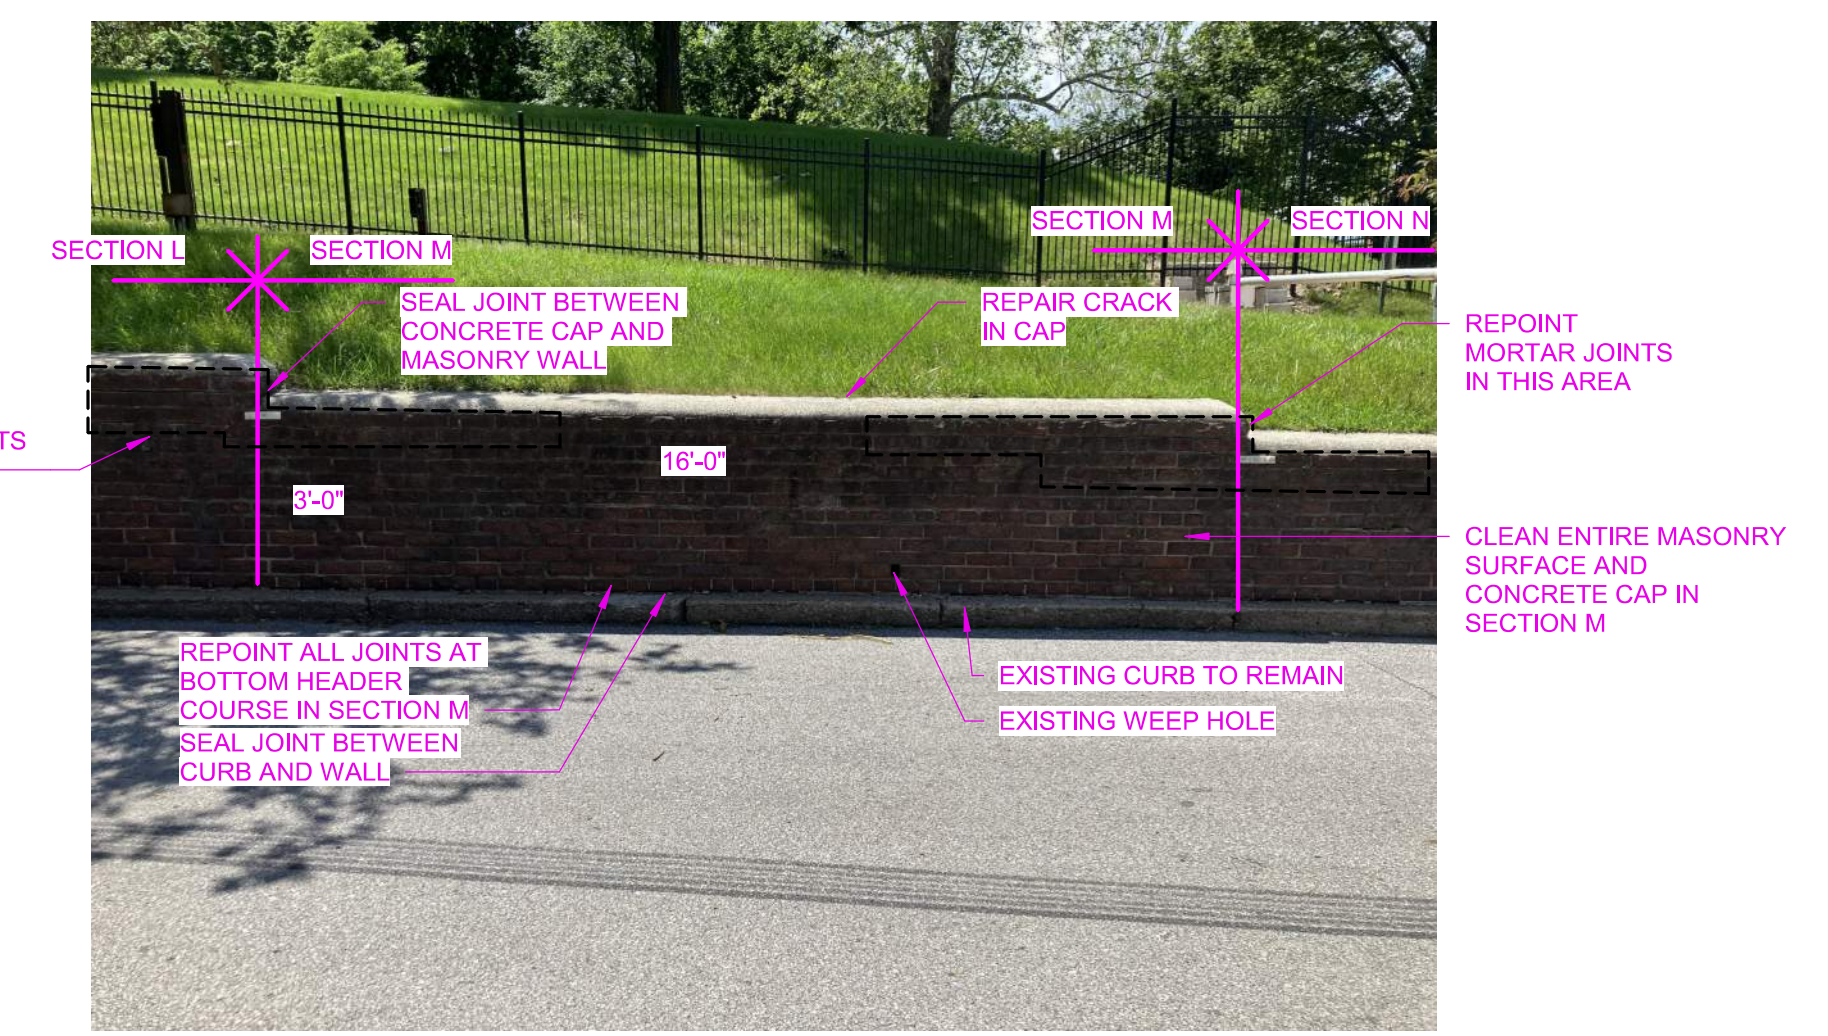 SECTION M
SECTION N
SECTION L
SECTION M
SEAL JOINT BETWEEN
CONCRETE CAP AND
MASONRY WALL
REPAIR CRACK
IN CAP
REPOINT
MORTAR JOINTS
IN THIS AREA
TS
16'-0"
3'-0"
CLEAN ENTIRE MASONRY
SURFACE AND
CONCRETE CAP IN
SECTION M
REPOINT ALL JOINTS AT
BOTTOM HEADER
COURSE IN SECTION M
SEAL JOINT BETWEEN
CURB AND WALL
EXISTING CURB TO REMAIN
EXISTING WEEP HOLE